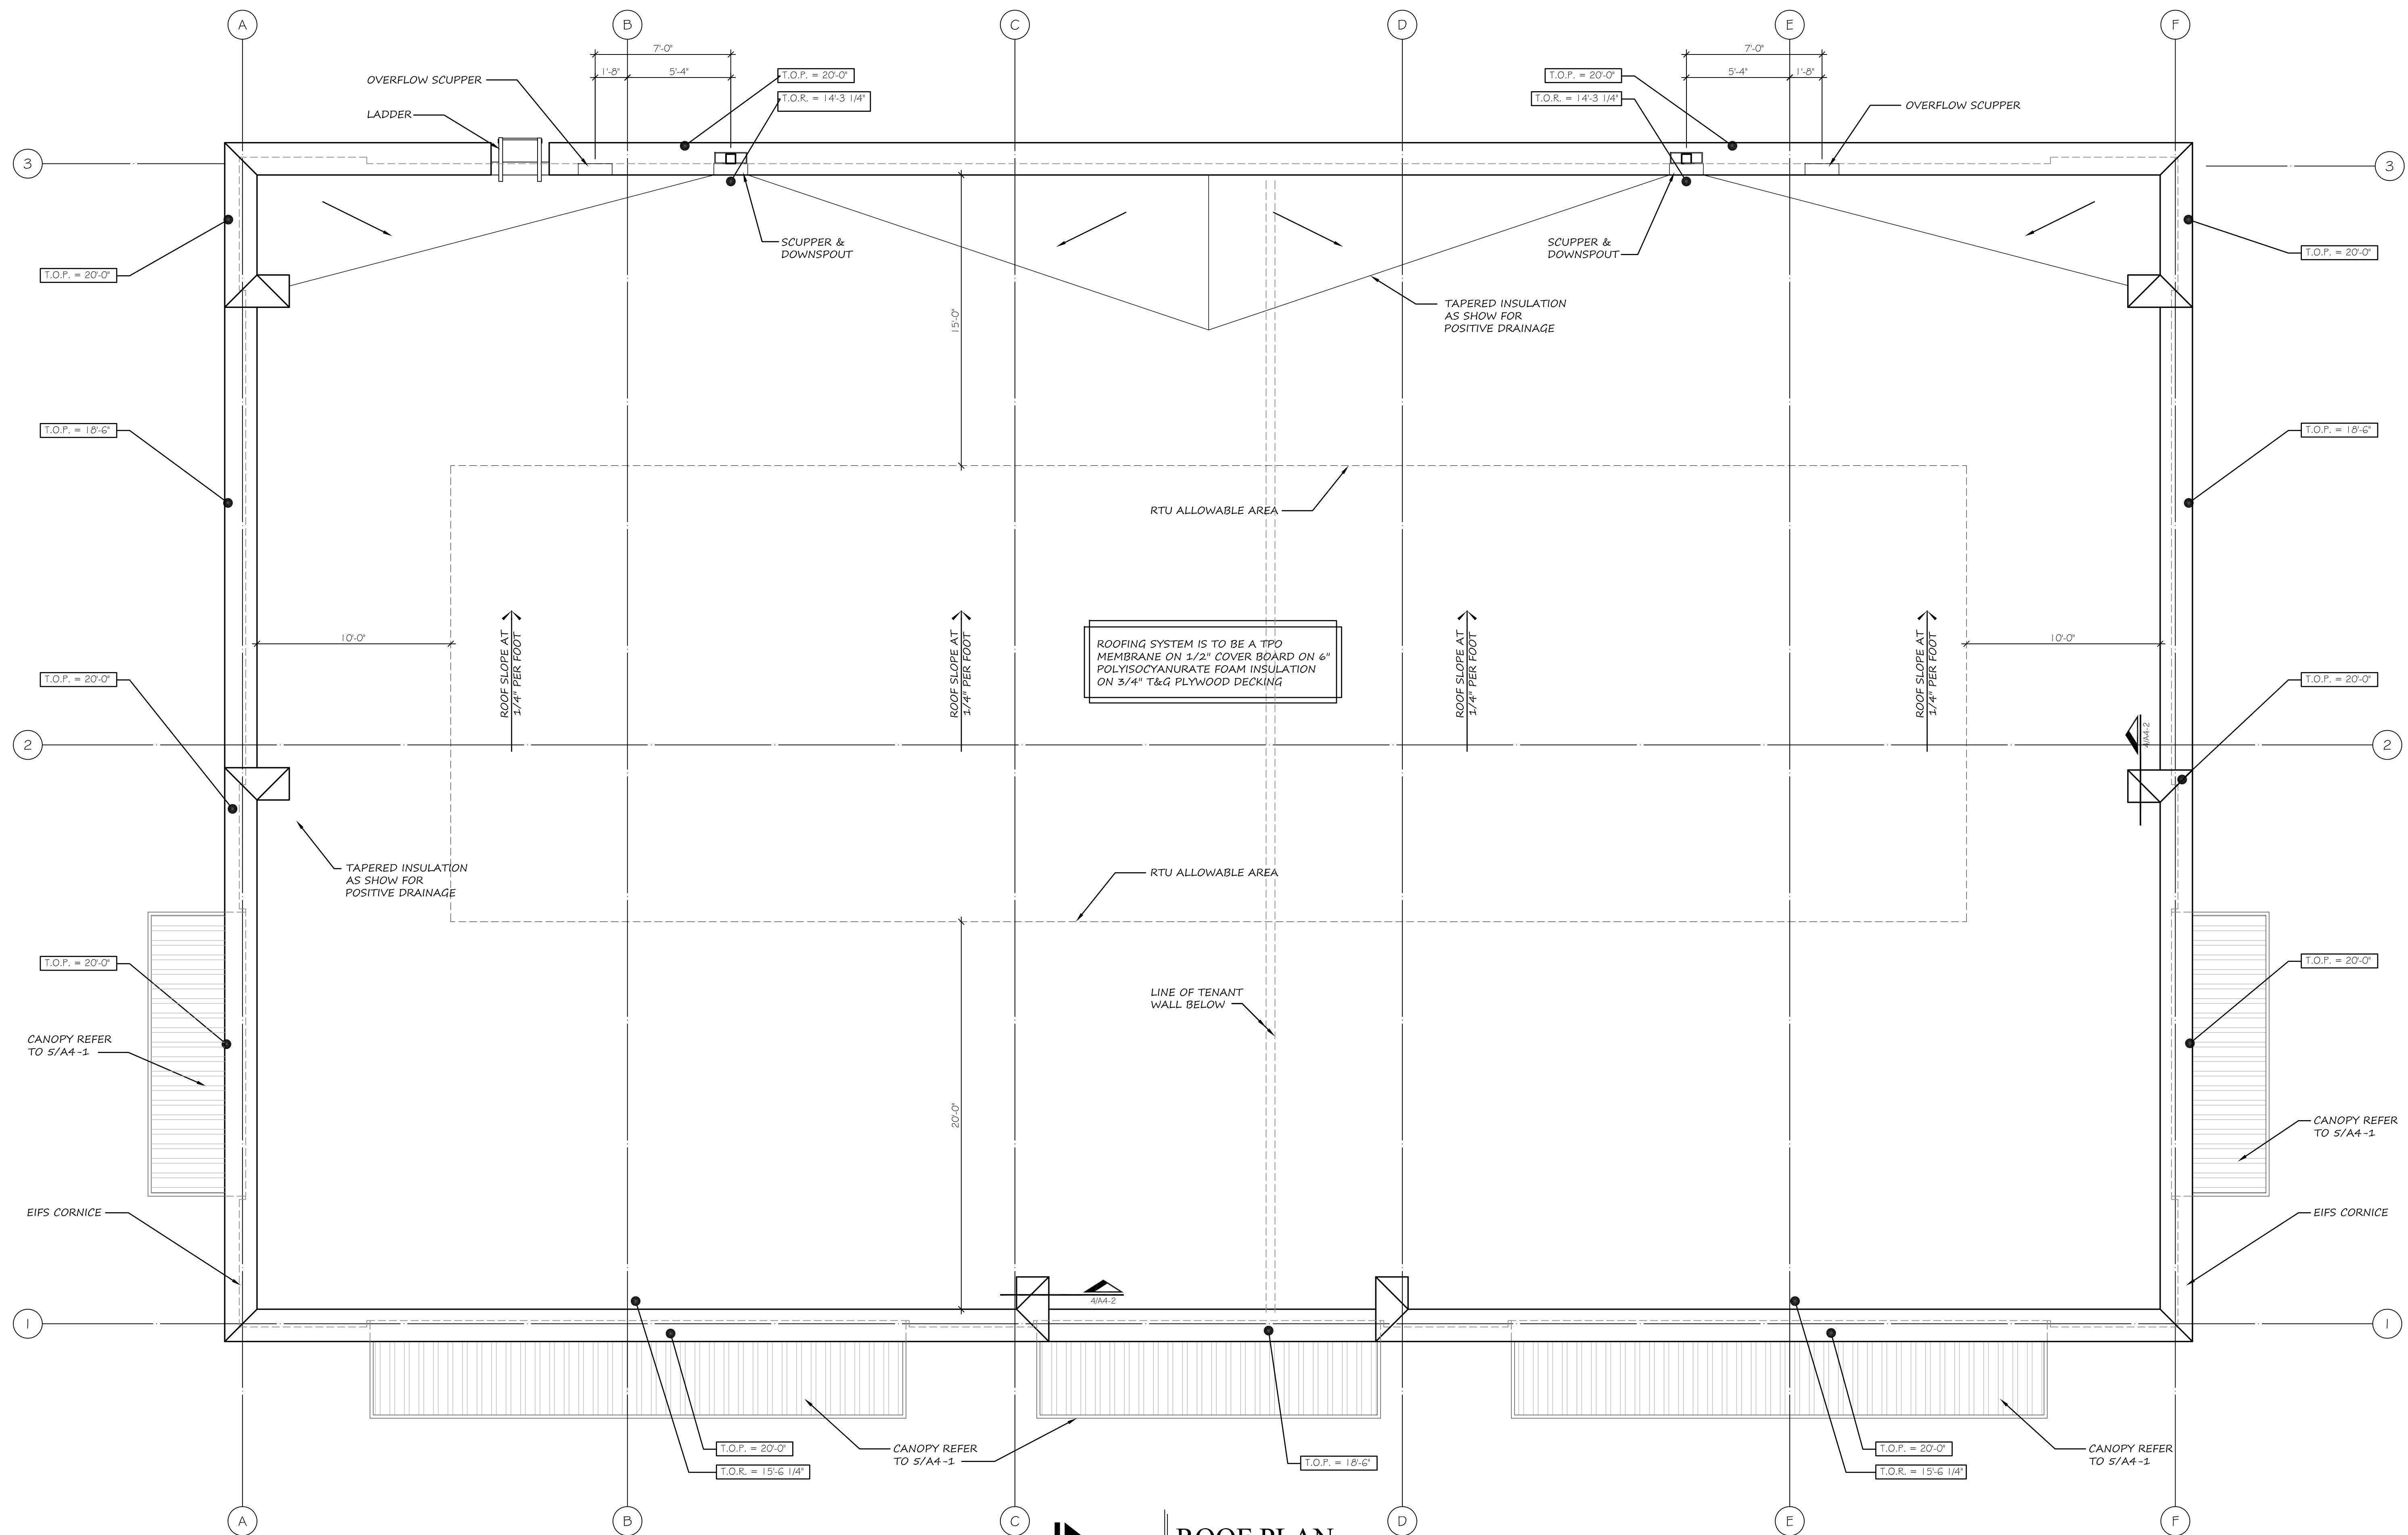 A
B
C
D
E
F
7'-0"
1'-8"
5'-4"
7'-0"
5'-4"
1'-8"
OVERFLOW SCUPPER
LADDER
T.O.P. = 20'-0"
T.O.R. = 14'-3 1/4"
T.O.P. = 20'-0"
T.O.R. = 14'-3 1/4"
OVERFLOW SCUPPER
3
3
T.O.P. = 20'-0"
SCUPPER &
DOWNSPOUT
SCUPPER &
DOWNSPOUT
T.O.P. = 20'-0"
15'-0"
TAPERED INSULATION
AS SHOW FOR
POSITIVE DRAINAGE
T.O.P. = 18'-6"
T.O.P. = 18'-6"
RTU ALLOWABLE AREA
10'-0"
ROOF SLOPE AT
1/4" PER FOOT
ROOF SLOPE AT
1/4" PER FOOT
ROOFING SYSTEM IS TO BE A TPO
MEMBRANE ON 1/2" COVER BOARD ON 6"
POLYISOCYANURATE FOAM INSULATION
ON 3/4" T&G PLYWOOD DECKING
ROOF SLOPE AT
1/4" PER FOOT
ROOF SLOPE AT
1/4" PER FOOT
10'-0"
T.O.P. = 20'-0"
T.O.P. = 20'-0"
2
4/A4-2
2
TAPERED INSULATION
AS SHOW FOR
POSITIVE DRAINAGE
RTU ALLOWABLE AREA
T.O.P. = 20'-0"
T.O.P. = 20'-0"
LINE OF TENANT
WALL BELOW
CANOPY REFER
TO 5/A4-1
20'-0"
CANOPY REFER
TO 5/A4-1
EIFS CORNICE
EIFS CORNICE
4/A4-2
1
1
T.O.P. = 20'-0"
T.O.R. = 15'-6 1/4"
CANOPY REFER
TO 5/A4-1
T.O.P. = 18'-6"
T.O.P. = 20'-0"
T.O.R. = 15'-6 1/4"
CANOPY REFER
TO 5/A4-1
A
B
C
D
E
F
ROOF PLAN